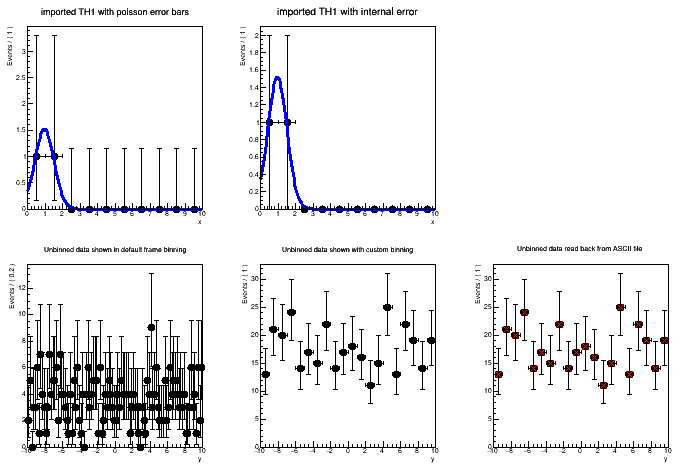 imported TH1 with poisson error bars
imported TH1 with internal error
Events / ( 1 )
3.5
3
2.5
2
1.5
1
0.5
0
0 1 2 3 4 5 6 7 8 9 10
x
Events / ( 1 )
2
1.8
1.6
1.4
1.2
1
0.8
0.6
0.4
0.2
0
0 1 2 3 4 5 6 7 8 9 10
x
Unbinned data shown in default frame binning
Unbinned data shown with custom binning
Unbinned data read back from ASCII file
Events / ( 0.2 )
12
10
8
6
4
2
0
-10 -8 -6 -4 -2 0 2 4 6 8 10
y
Events / ( 1 )
30
25
20
15
10
5
0
-10 -8 -6 -4 -2 0 2 4 6 8 10
y
Events / ( 1 )
30
25
20
15
10
5
0
-10 -8 -6 -4 -2 0 2 4 6 8 10
y